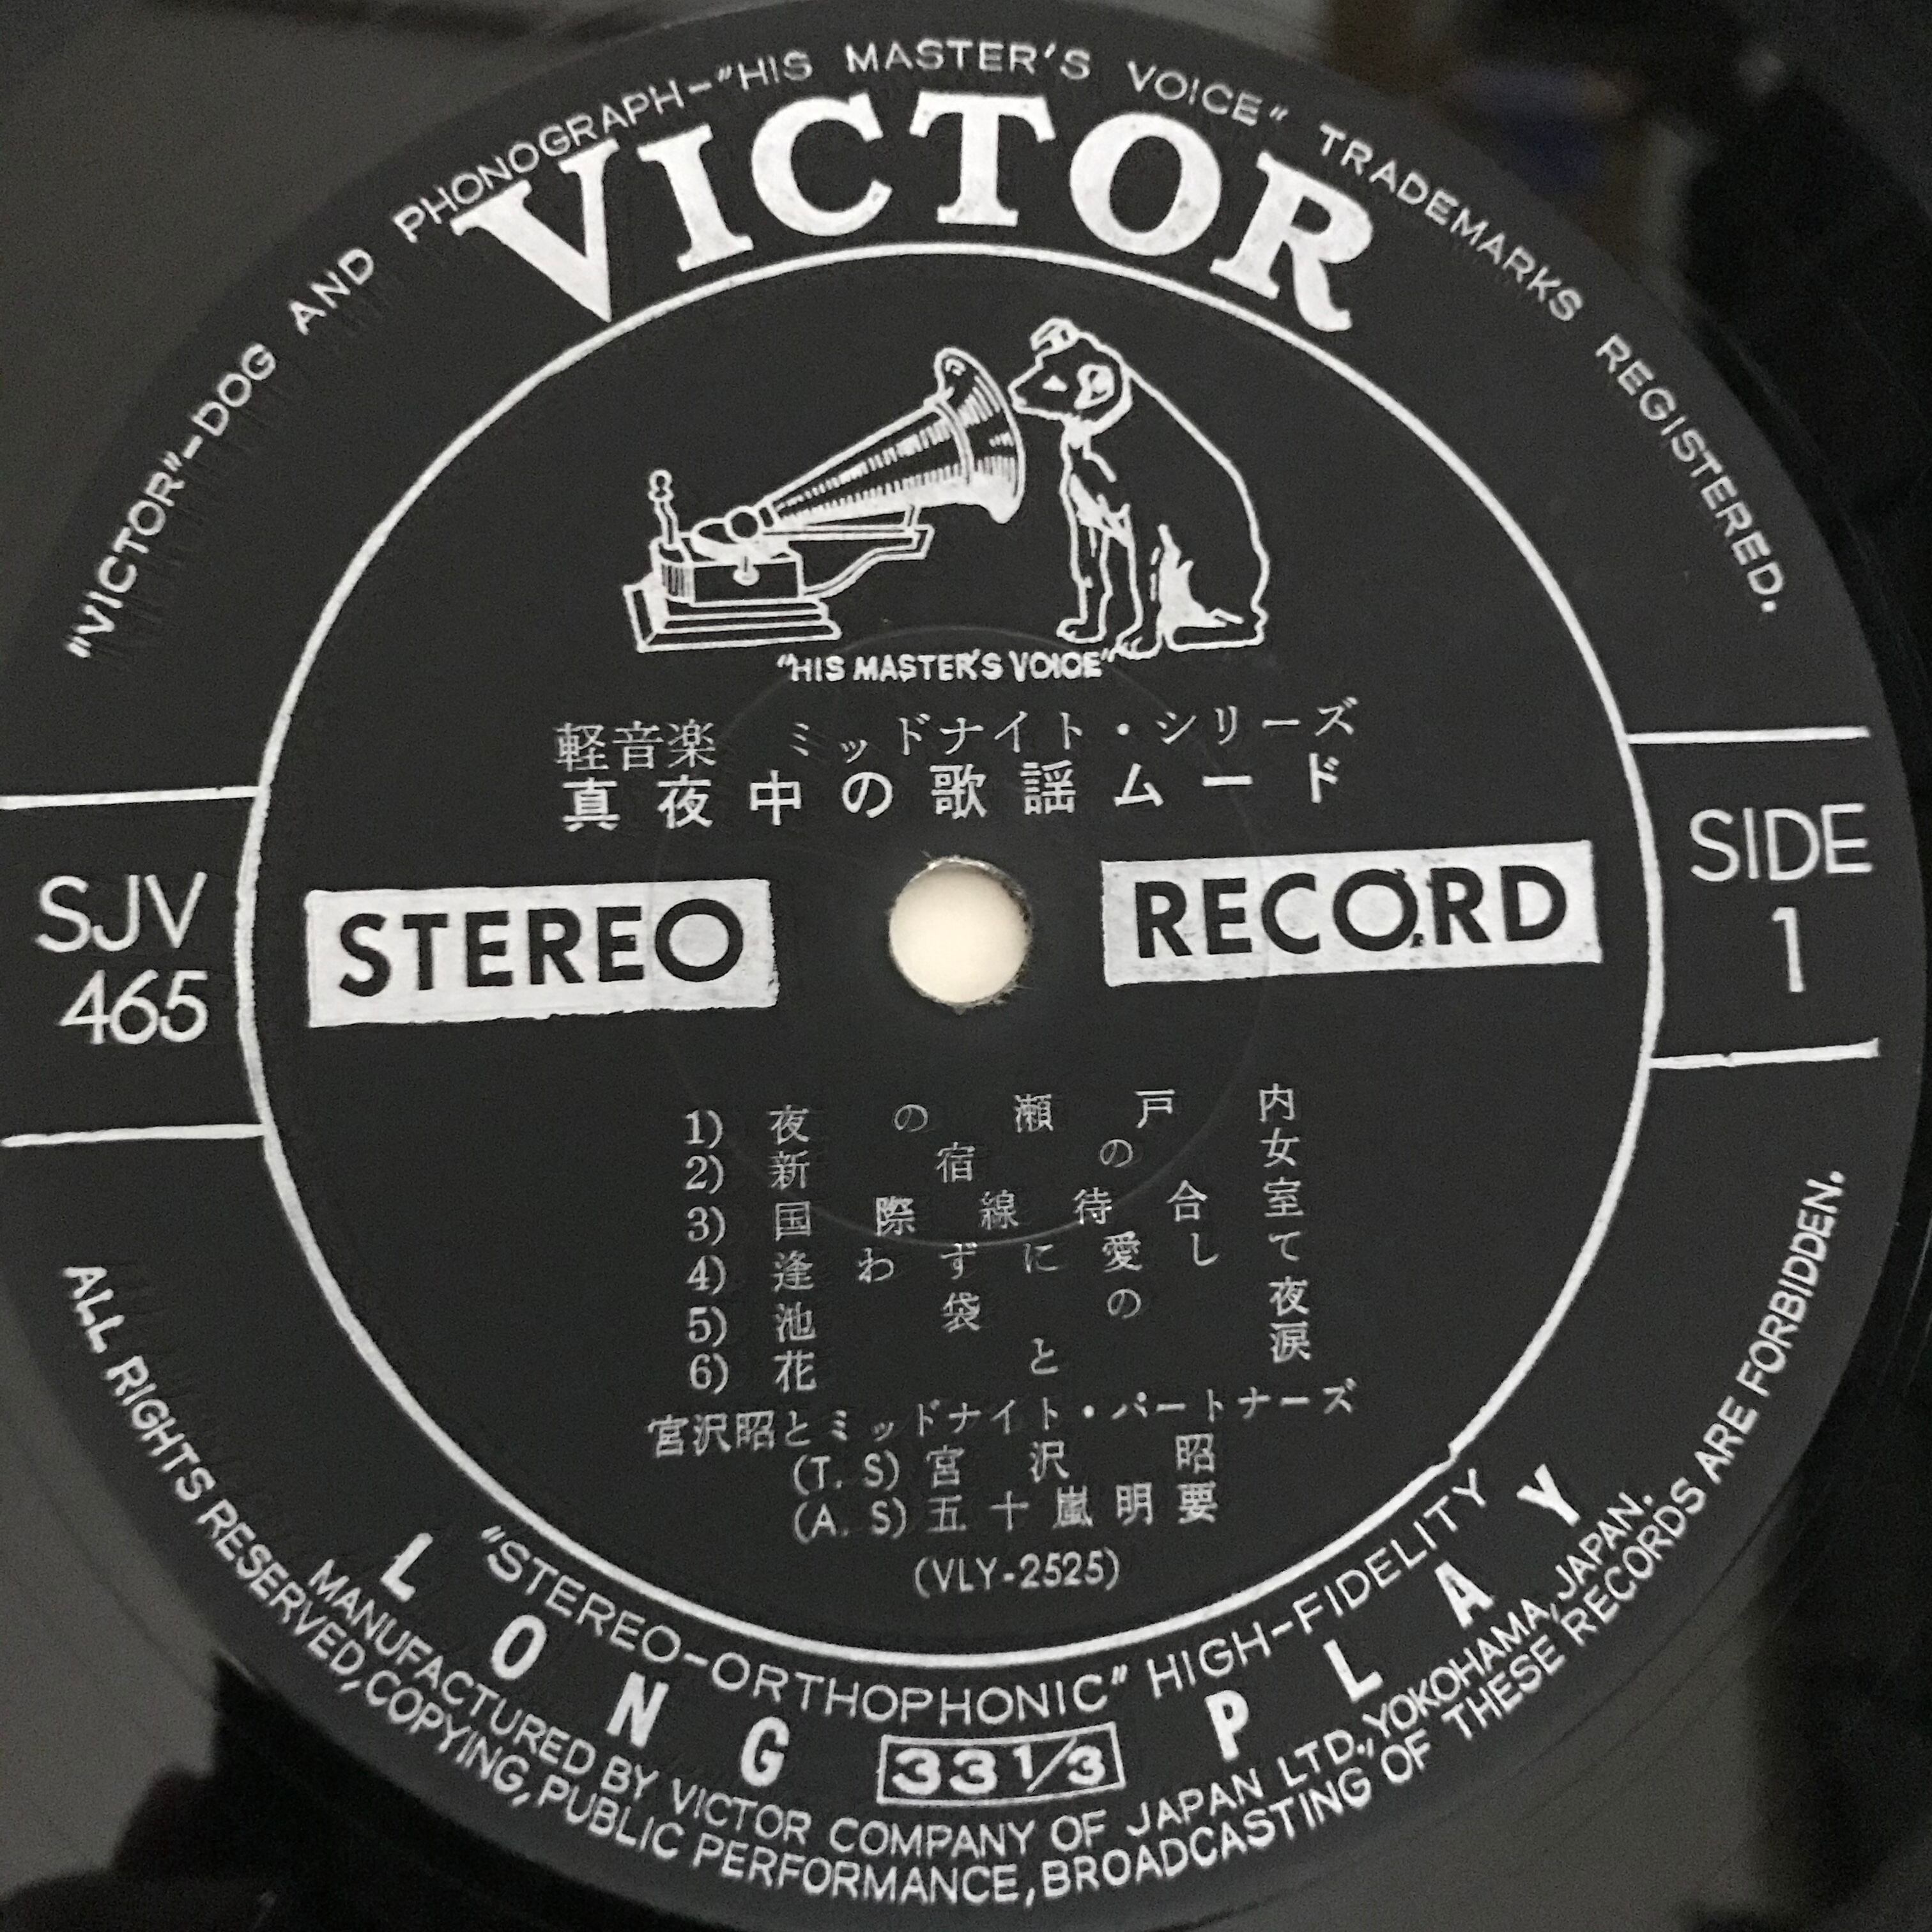 "VICTOR"-DOG AND PHONOGRAPH-"HIS MASTER'S VOICE" TRADEMARKS REGISTERED.
VICTOR
"HIS MASTER'S VOICE"
軽音楽 ミッドナイト・シリーズ
真夜中の歌謡ムード
SJV
465
STEREO RECORD
SIDE
1
1) 夜の瀬戸内
2) 新宿の女
3) 国際線待合室
4) 逢わずに愛して
5) 池袋の夜
6) 花と涙
宮沢昭とミッドナイト・パートナーズ
(T. S) 宮沢昭
(A. S) 五十嵐明要
(VLY-2525)
"STEREO-ORTHOPHONIC" HIGH-FIDELITY
LONG 33 1/3 PLAY
MANUFACTURED BY VICTOR COMPANY OF JAPAN LTD., YOKOHAMA, JAPAN.
ALL RIGHTS RESERVED, COPYING, PUBLIC PERFORMANCE, BROADCASTING OF THESE RECORDS ARE FORBIDDEN.